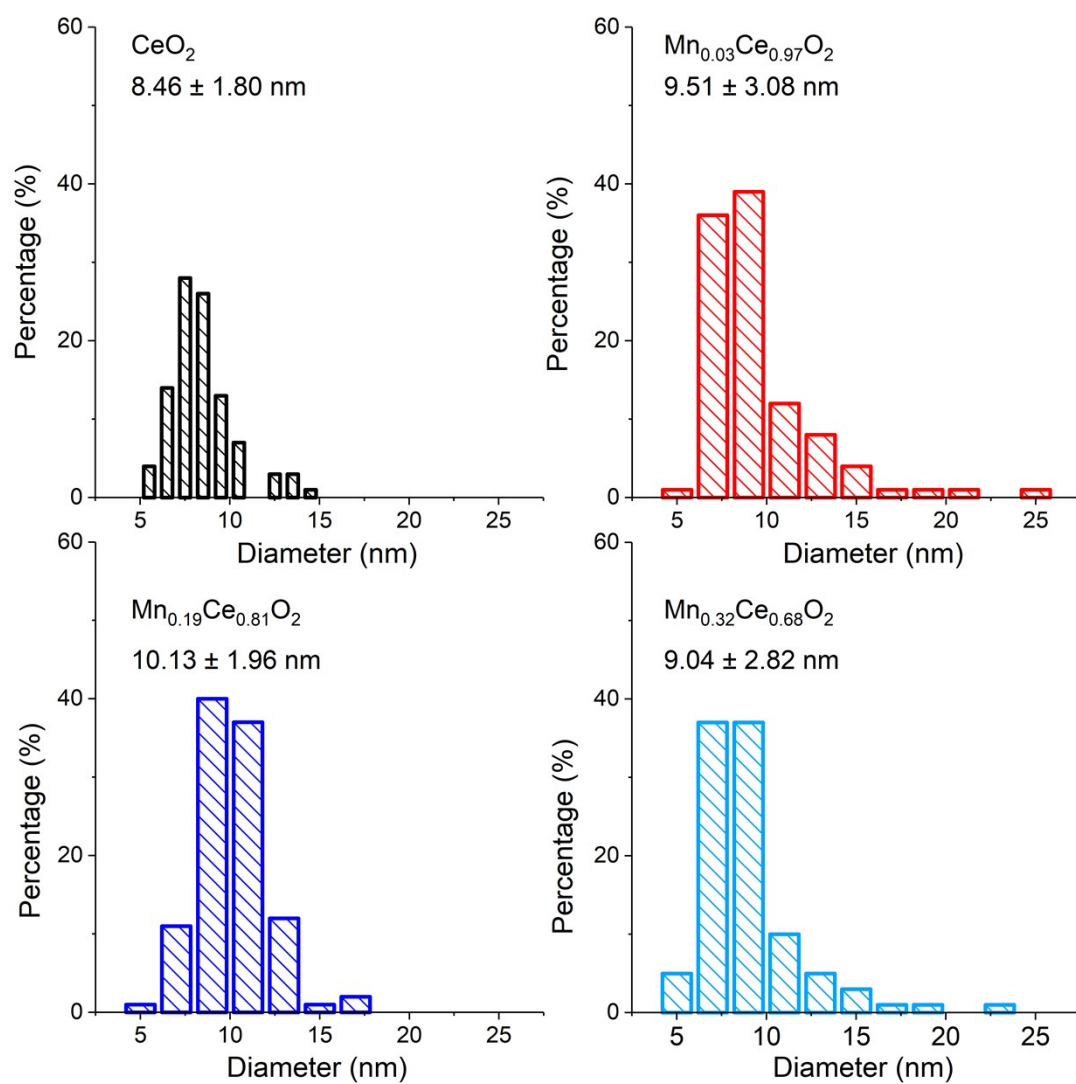 CeO₂
8.46 ± 1.80 nm
Percentage (%)
60
40
20
0
5 10 15 20 25
Diameter (nm)
Mn₀.₀₃Ce₀.₉₇O₂
9.51 ± 3.08 nm
Percentage (%)
60
40
20
0
5 10 15 20 25
Diameter (nm)
Mn₀.₁₉Ce₀.₈₁O₂
10.13 ± 1.96 nm
Percentage (%)
60
40
20
0
5 10 15 20 25
Diameter (nm)
Mn₀.₃₂Ce₀.₆₈O₂
9.04 ± 2.82 nm
Percentage (%)
60
40
20
0
5 10 15 20 25
Diameter (nm)